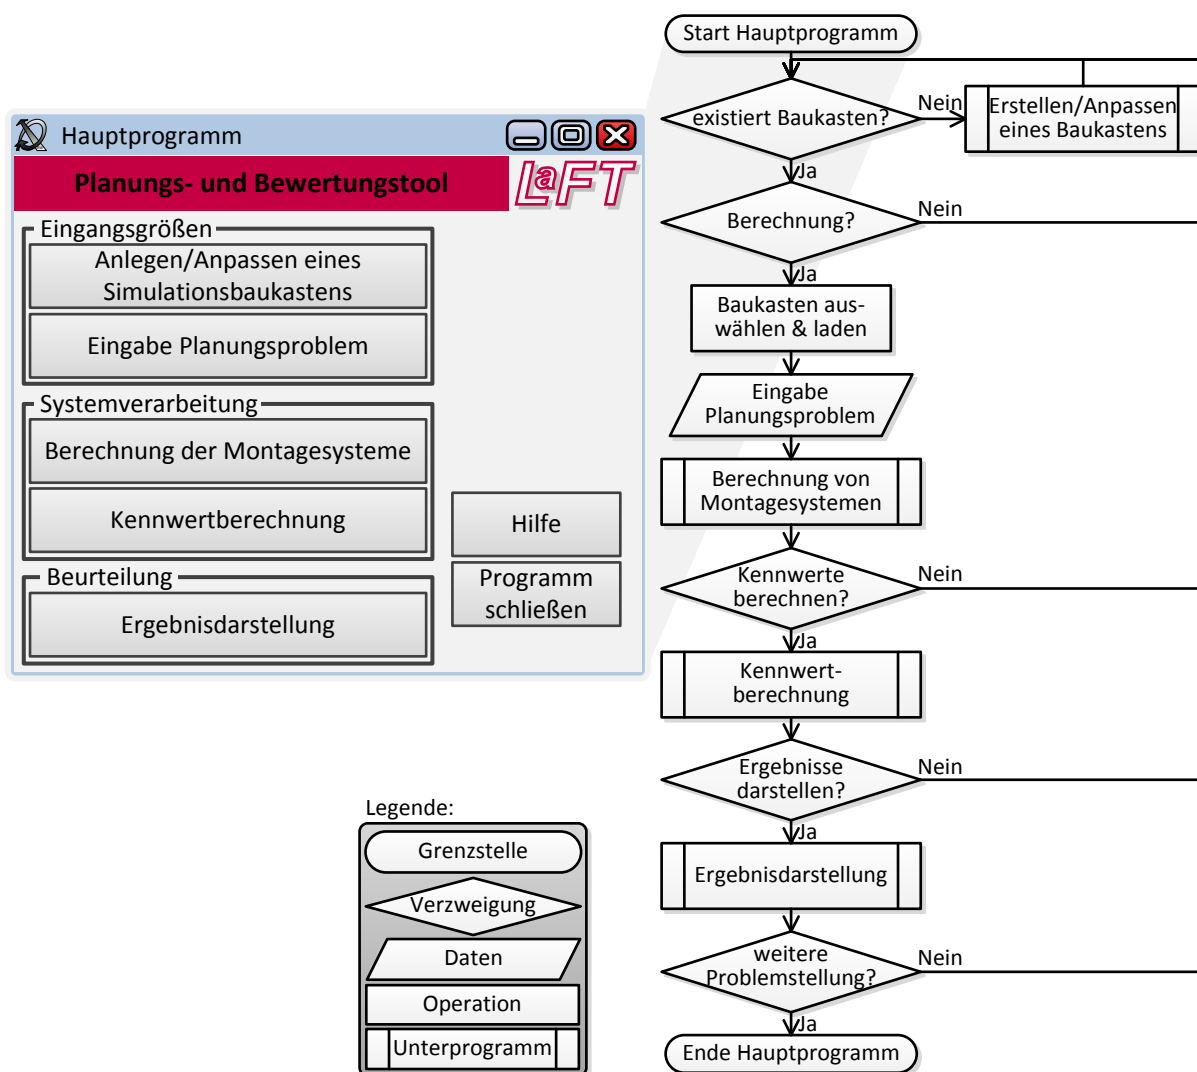 Hauptprogramm
Planungs- und Bewertungstool
LaFT
Eingangsgrößen
Anlegen/Anpassen eines
Simulationsbaukastens
Eingabe Planungsproblem
Systemverarbeitung
Berechnung der Montagesysteme
Kennwertberechnung
Beurteilung
Ergebnisdarstellung
Hilfe
Programm
schließen
Start Hauptprogramm
existiert Baukasten?
Nein
Erstellen/Anpassen
eines Baukastens
Ja
Berechnung?
Nein
Ja
Baukasten aus-
wählen & laden
Eingabe
Planungsproblem
Berechnung von
Montagesystemen
Kennwerte
berechnen?
Nein
Ja
Kennwert-
berechnung
Ergebnisse
darstellen?
Nein
Ja
Ergebnisdarstellung
weitere
Problemstellung?
Nein
Ja
Ende Hauptprogramm
Legende:
Grenzstelle
Verzweigung
Daten
Operation
Unterprogramm